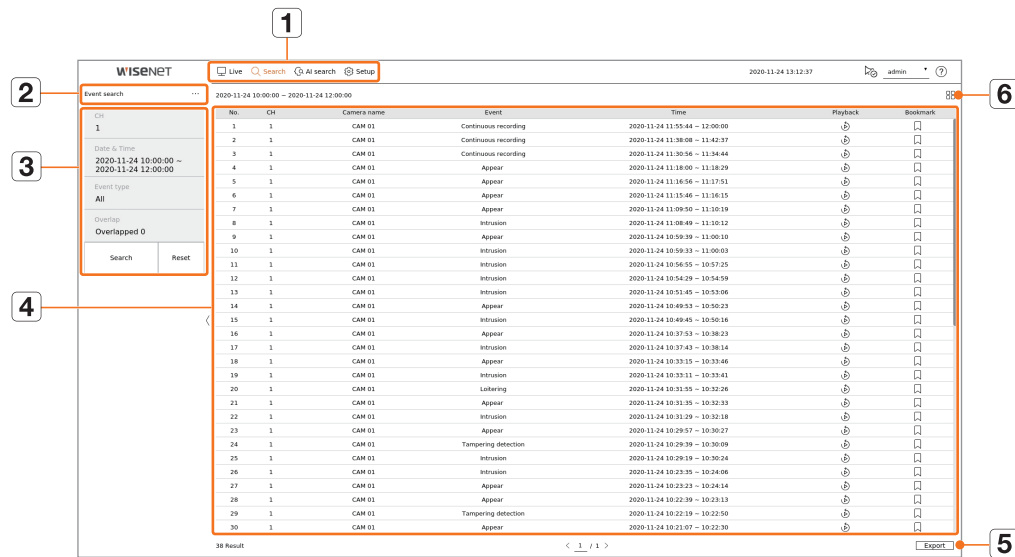 1
WISENET
Live Search AI search Setup
2020-11-24 13:12:37
admin
?
2
Event search ...
2020-11-24 10:00:00 ~ 2020-11-24 12:00:00
6
3
CH
1
Date & Time
2020-11-24 10:00:00 ~
2020-11-24 12:00:00
Event type
All
Overlap
Overlapped 0
Search Reset
4
No. CH Camera name Event Time Playback Bookmark
1 1 CAM 01 Continuous recording 2020-11-24 11:55:44 ~ 12:00:00
2 1 CAM 01 Continuous recording 2020-11-24 11:38:08 ~ 11:42:37
3 1 CAM 01 Continuous recording 2020-11-24 11:30:56 ~ 11:34:44
4 1 CAM 01 Appear 2020-11-24 11:18:00 ~ 11:18:29
5 1 CAM 01 Appear 2020-11-24 11:16:56 ~ 11:17:51
6 1 CAM 01 Appear 2020-11-24 11:15:46 ~ 11:16:15
7 1 CAM 01 Appear 2020-11-24 11:09:50 ~ 11:10:19
8 1 CAM 01 Intrusion 2020-11-24 11:08:49 ~ 11:10:12
9 1 CAM 01 Appear 2020-11-24 10:59:39 ~ 11:00:10
10 1 CAM 01 Intrusion 2020-11-24 10:59:33 ~ 11:00:03
11 1 CAM 01 Intrusion 2020-11-24 10:56:55 ~ 10:57:25
12 1 CAM 01 Intrusion 2020-11-24 10:54:29 ~ 10:54:59
13 1 CAM 01 Intrusion 2020-11-24 10:51:45 ~ 10:53:06
14 1 CAM 01 Appear 2020-11-24 10:49:53 ~ 10:50:23
15 1 CAM 01 Intrusion 2020-11-24 10:49:45 ~ 10:50:16
16 1 CAM 01 Appear 2020-11-24 10:37:53 ~ 10:38:23
17 1 CAM 01 Intrusion 2020-11-24 10:37:43 ~ 10:38:14
18 1 CAM 01 Appear 2020-11-24 10:33:15 ~ 10:33:46
19 1 CAM 01 Intrusion 2020-11-24 10:33:11 ~ 10:33:41
20 1 CAM 01 Loitering 2020-11-24 10:31:55 ~ 10:32:26
21 1 CAM 01 Appear 2020-11-24 10:31:35 ~ 10:32:33
22 1 CAM 01 Intrusion 2020-11-24 10:31:29 ~ 10:32:18
23 1 CAM 01 Appear 2020-11-24 10:29:57 ~ 10:30:27
24 1 CAM 01 Tampering detection 2020-11-24 10:29:39 ~ 10:30:09
25 1 CAM 01 Intrusion 2020-11-24 10:29:19 ~ 10:30:24
26 1 CAM 01 Intrusion 2020-11-24 10:23:35 ~ 10:24:06
27 1 CAM 01 Appear 2020-11-24 10:23:23 ~ 10:24:14
28 1 CAM 01 Appear 2020-11-24 10:22:39 ~ 10:23:13
29 1 CAM 01 Tampering detection 2020-11-24 10:22:19 ~ 10:22:50
30 1 CAM 01 Appear 2020-11-24 10:21:07 ~ 10:22:30
38 Result
< 1 / 1 >
Export
5